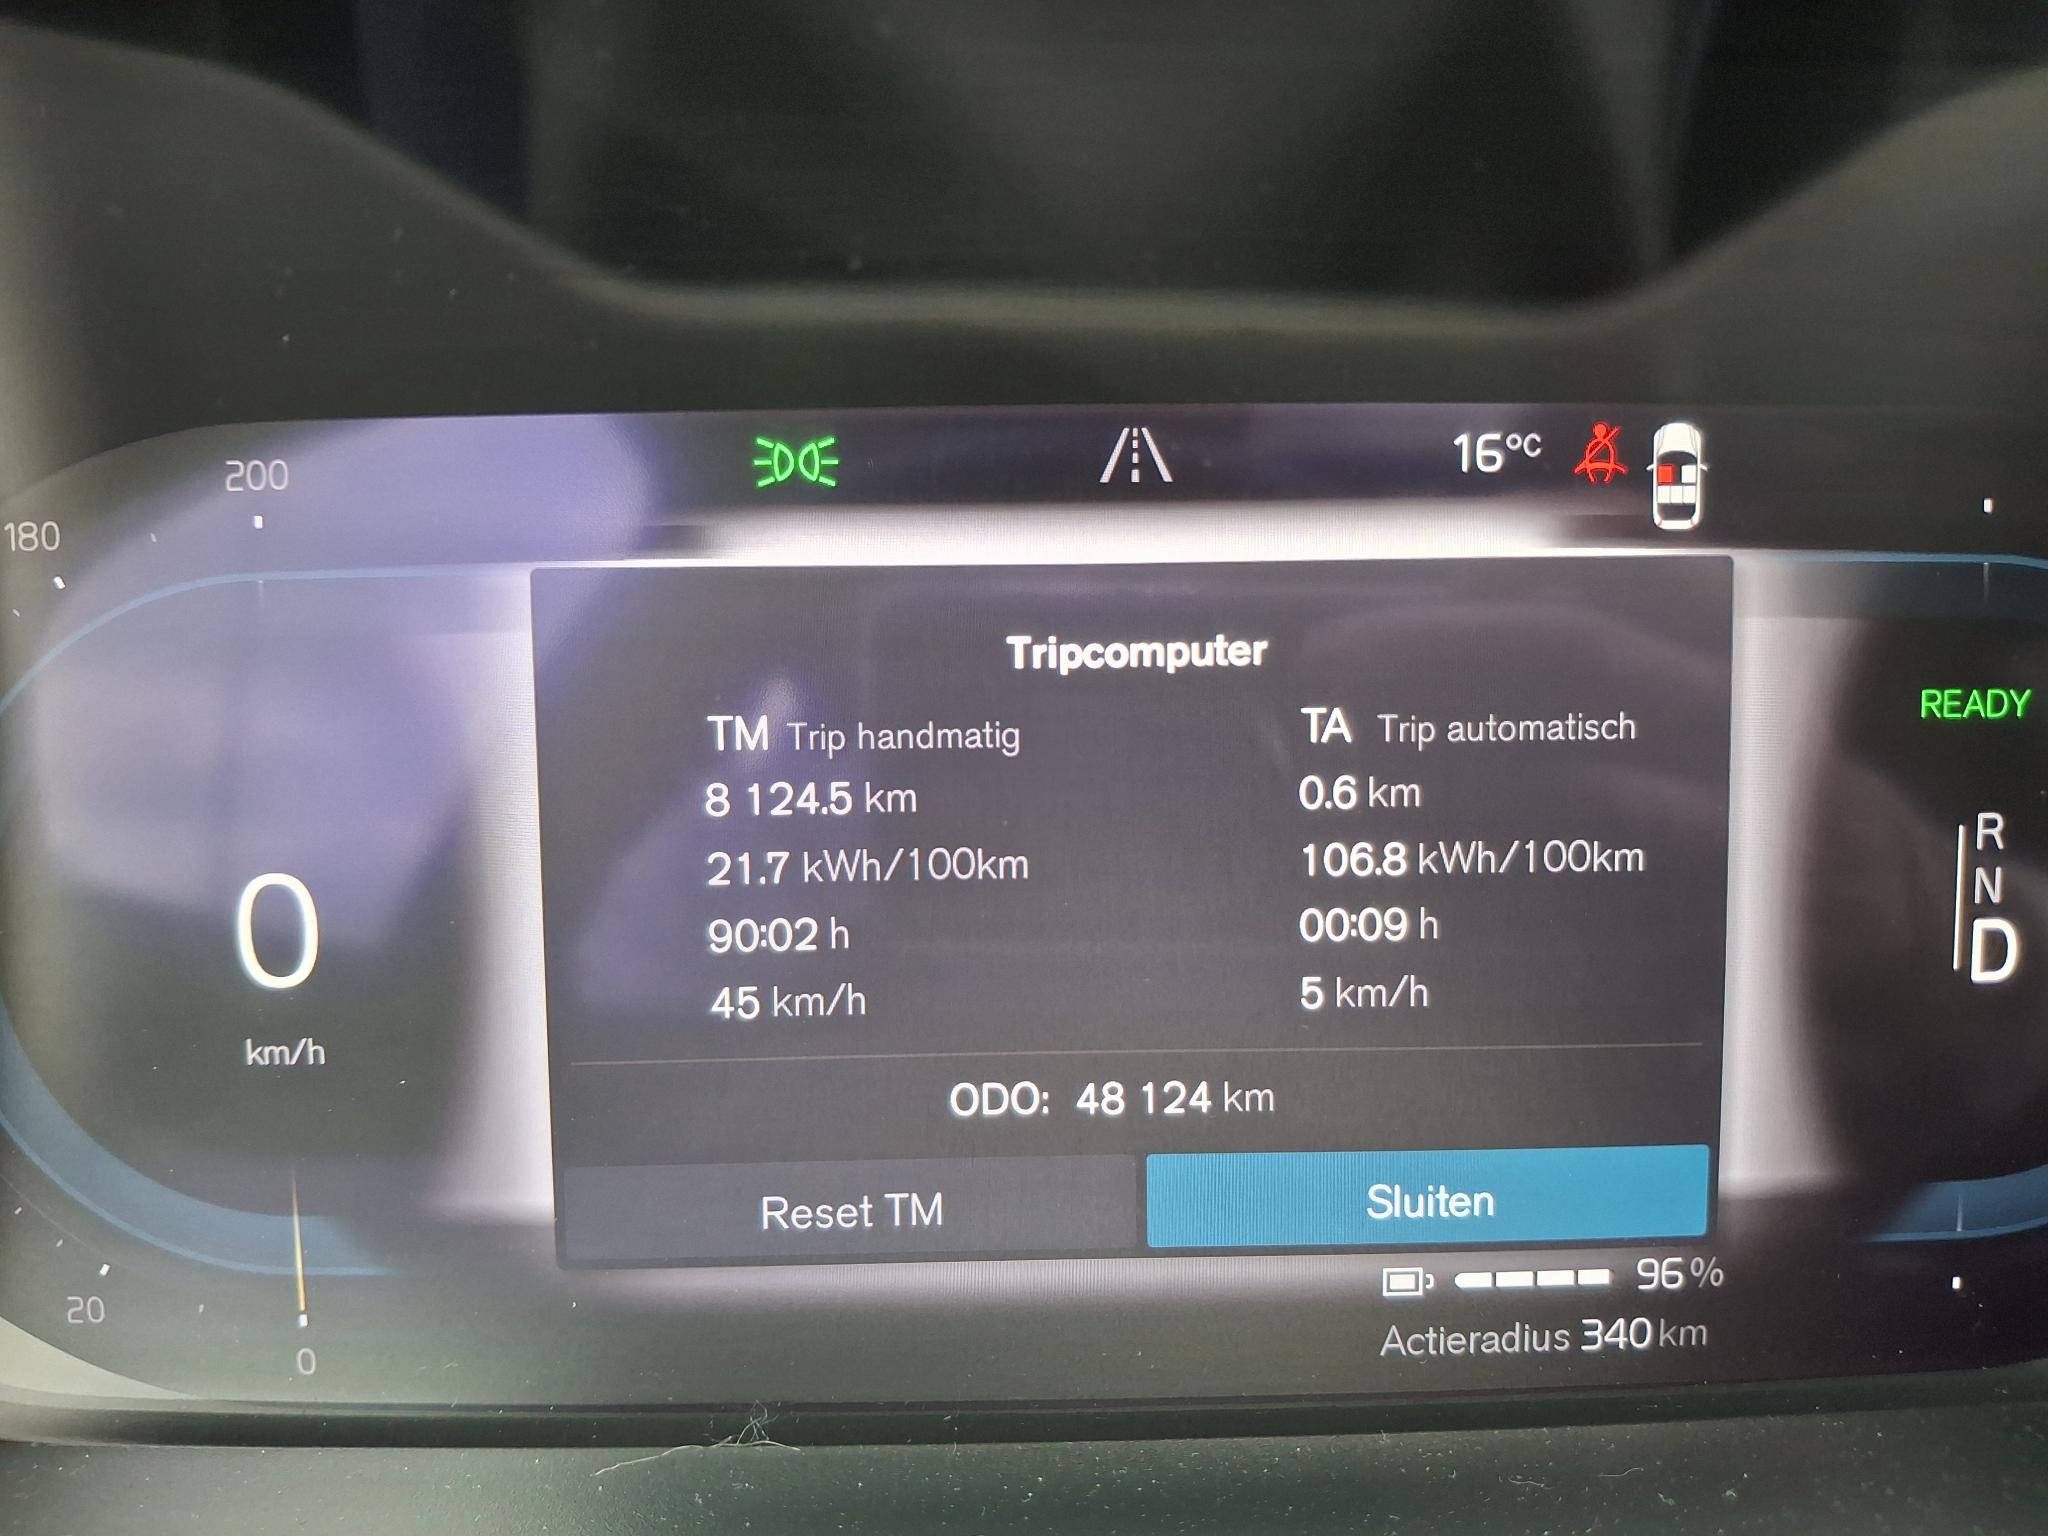 200
180
16°C
Tripcomputer
TM Trip handmatig
8 124.5 km
21.7 kWh/100km
90:02 h
45 km/h
TA Trip automatisch
0.6 km
106.8 kWh/100km
00:09 h
5 km/h
READY
R
N
D
0
km/h
ODO: 48 124 km
Reset TM
Sluiten
96%
Actieradius 340 km
20
0